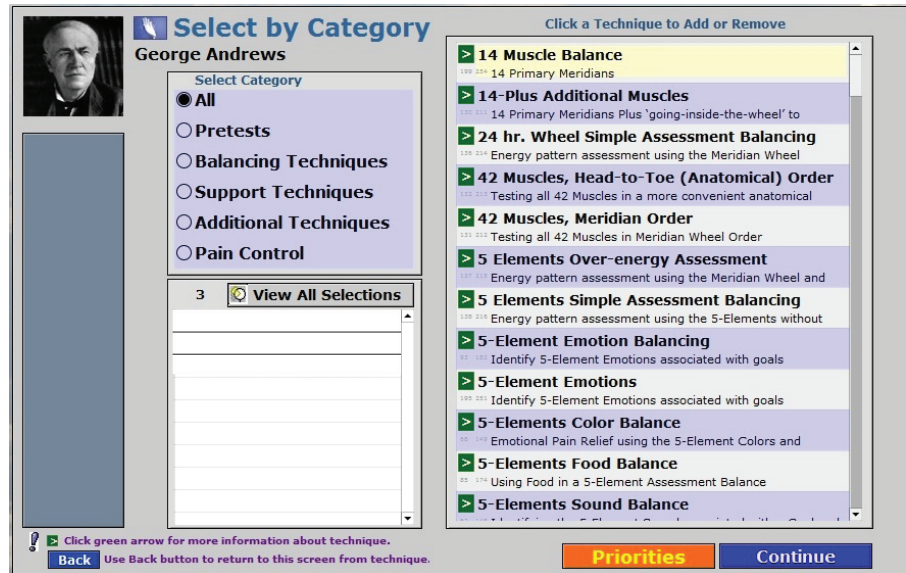 Select by Category
George Andrews
Select Category
All
Pretests
Balancing Techniques
Support Techniques
Additional Techniques
Pain Control
3 View All Selections
Click a Technique to Add or Remove
> 14 Muscle Balance
14 Primary Meridians
> 14-Plus Additional Muscles
14 Primary Meridians Plus ‘going-inside-the-wheel’ to
> 24 hr. Wheel Simple Assessment Balancing
Energy pattern assessment using the Meridian Wheel
> 42 Muscles, Head-to-Toe (Anatomical) Order
Testing all 42 Muscles in a more convenient anatomical
> 42 Muscles, Meridian Order
Testing all 42 Muscles in Meridian Wheel Order
> 5 Elements Over-energy Assessment
Energy pattern assessment using the Meridian Wheel and
> 5 Elements Simple Assessment Balancing
Energy pattern assessment using the 5-Elements without
> 5-Element Emotion Balancing
Identify 5-Element Emotions associated with goals
> 5-Element Emotions
Identify 5-Element Emotions associated with goals
> 5-Elements Color Balance
Emotional Pain Relief using the 5-Element Colors and
> 5-Elements Food Balance
Using Food in a 5-Element Assessment Balance
> 5-Elements Sound Balance
! > Click green arrow for more information about technique.
Back Use Back button to return to this screen from technique.
Priorities Continue